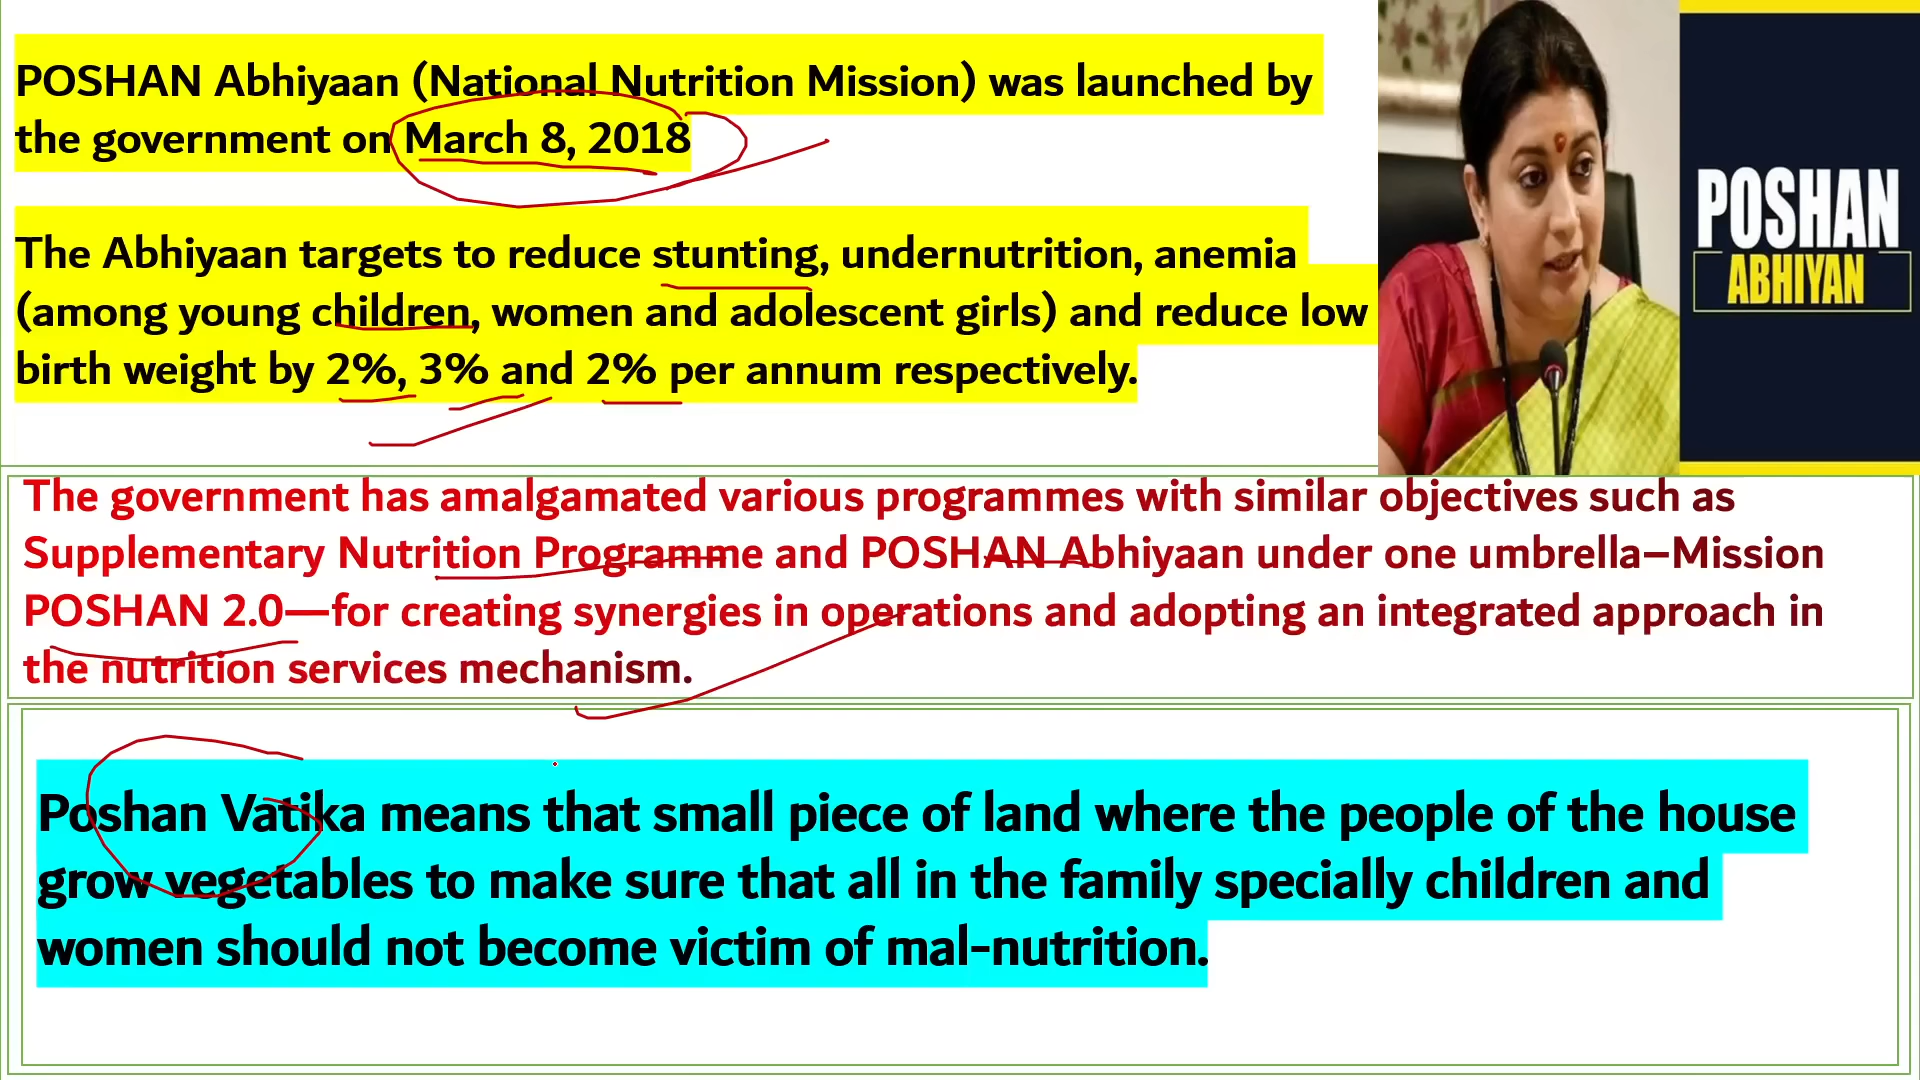 POSHAN Abhiyaan (National Nutrition Mission) was launched by
the government on March 8, 2018
The Abhiyaan targets to reduce stunting, undernutrition, anemia
(among young children, women and adolescent girls) and reduce low
birth weight by 2%, 3% and 2% per annum respectively.
POSHAN
ABHIYAN
The government has amalgamated various programmes with similar objectives such as
Supplementary Nutrition Programme and POSHAN Abhiyaan under one umbrella—Mission
POSHAN 2.0—for creating synergies in operations and adopting an integrated approach in
the nutrition services mechanism.
Poshan Vatika means that small piece of land where the people of the house
grow vegetables to make sure that all in the family specially children and
women should not become victim of mal-nutrition.